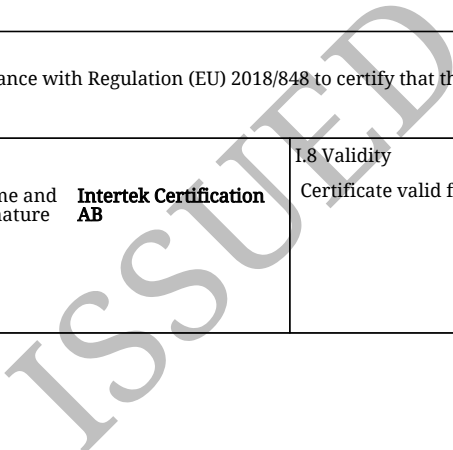 ance with Regulation (EU) 2018/848 to certify that th
I.8 Validity
me and Intertek Certification
nature AB
Certificate valid f
ISSUED